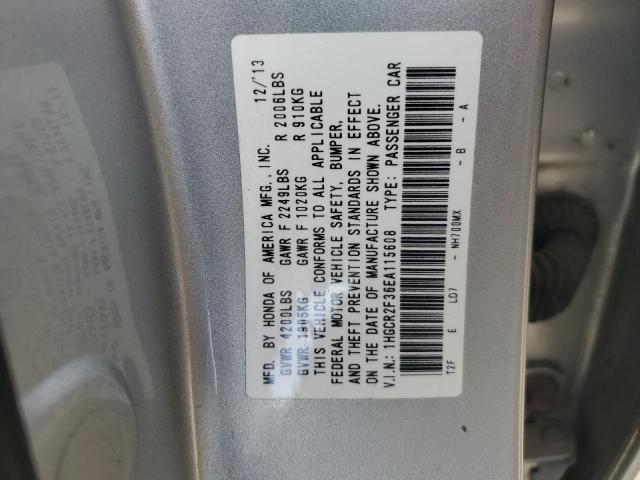 MFD. BY HONDA OF AMERICA MFG., INC. 12/'13
GVWR 4200LBS GAWR F 2249LBS R 2006LBS
GVWR 1905KG GAWR F 1020KG R 910KG
THIS VEHICLE CONFORMS TO ALL APPLICABLE
FEDERAL MOTOR VEHICLE SAFETY, BUMPER,
AND THEFT PREVENTION STANDARDS IN EFFECT
ON THE DATE OF MANUFACTURE SHOWN ABOVE.
V.I.N.: 1HGCR2F36EA115608 TYPE: PASSENGER CAR
T2F E LD7 - NH700MX - B - A